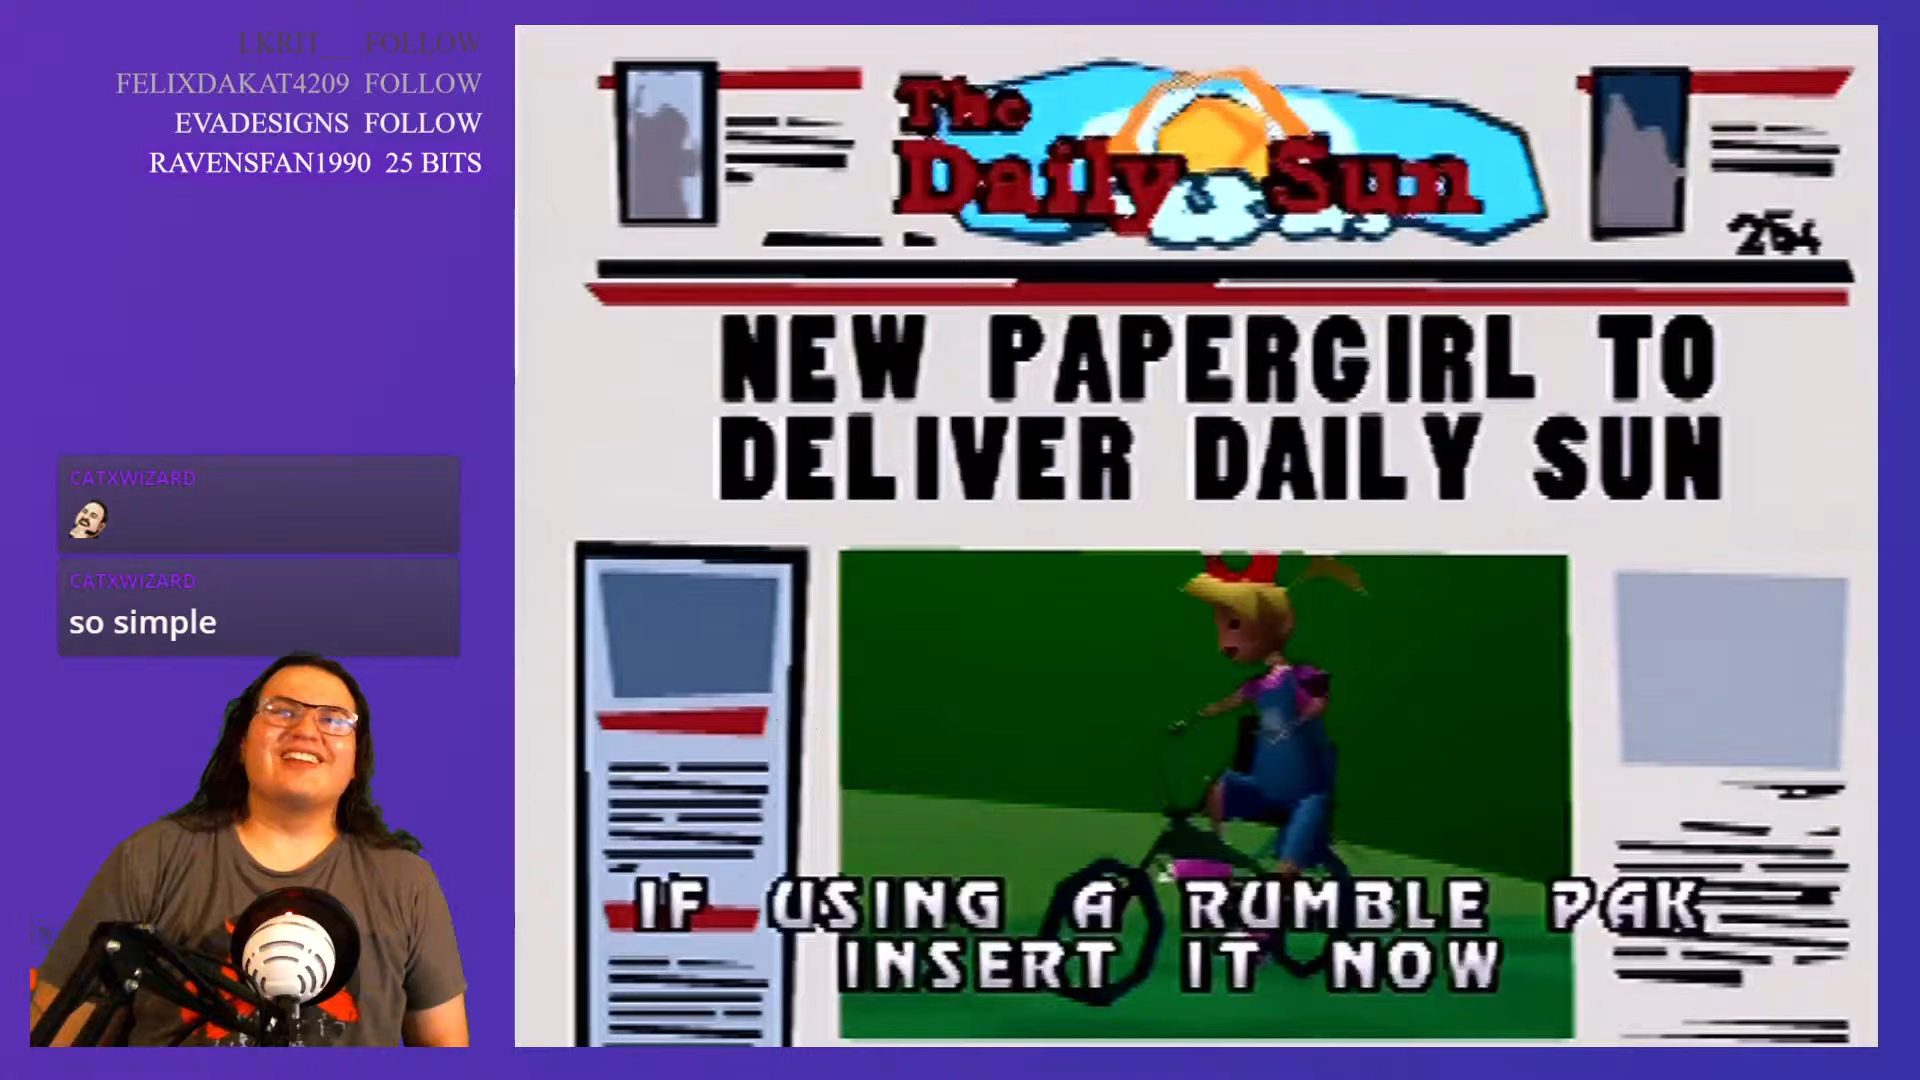 LKRIT__ FOLLOW
FELIXDAKAT4209 FOLLOW
EVADESIGNS FOLLOW
RAVENSFAN1990 25 BITS
CATXWIZARD
CATXWIZARD
so simple
The
Daily Sun
25¢
NEW PAPERGIRL TO
DELIVER DAILY SUN
IF USING A RUMBLE PAK
INSERT IT NOW